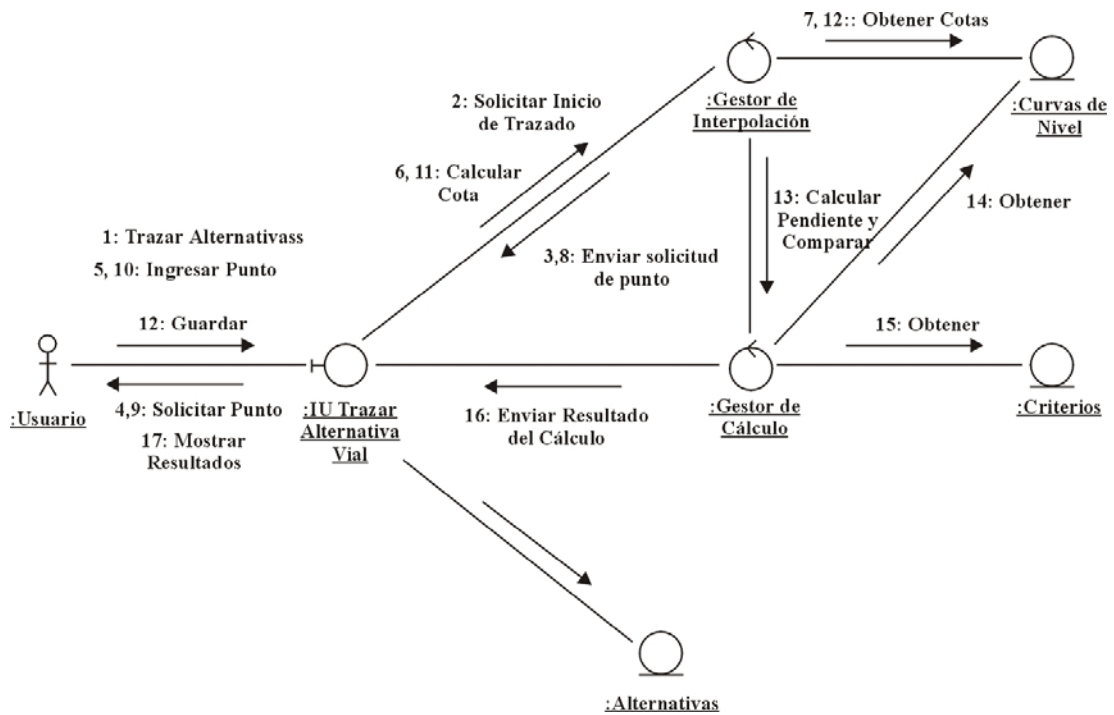 7, 12:: Obtener Cotas
2: Solicitar Inicio
de Trazado
:Gestor de
Interpolación
:Curvas de
Nivel
6, 11: Calcular
Cota
13: Calcular
Pendiente y
Comparar
14: Obtener
1: Trazar Alternativass
5, 10: Ingresar Punto
3,8: Enviar solicitud
de punto
12: Guardar
15: Obtener
:Usuario
4,9: Solicitar Punto
17: Mostrar
Resultados
:IU Trazar
Alternativa
Vial
16: Enviar Resultado
del Cálculo
:Gestor de
Cálculo
:Criterios
:Alternativas